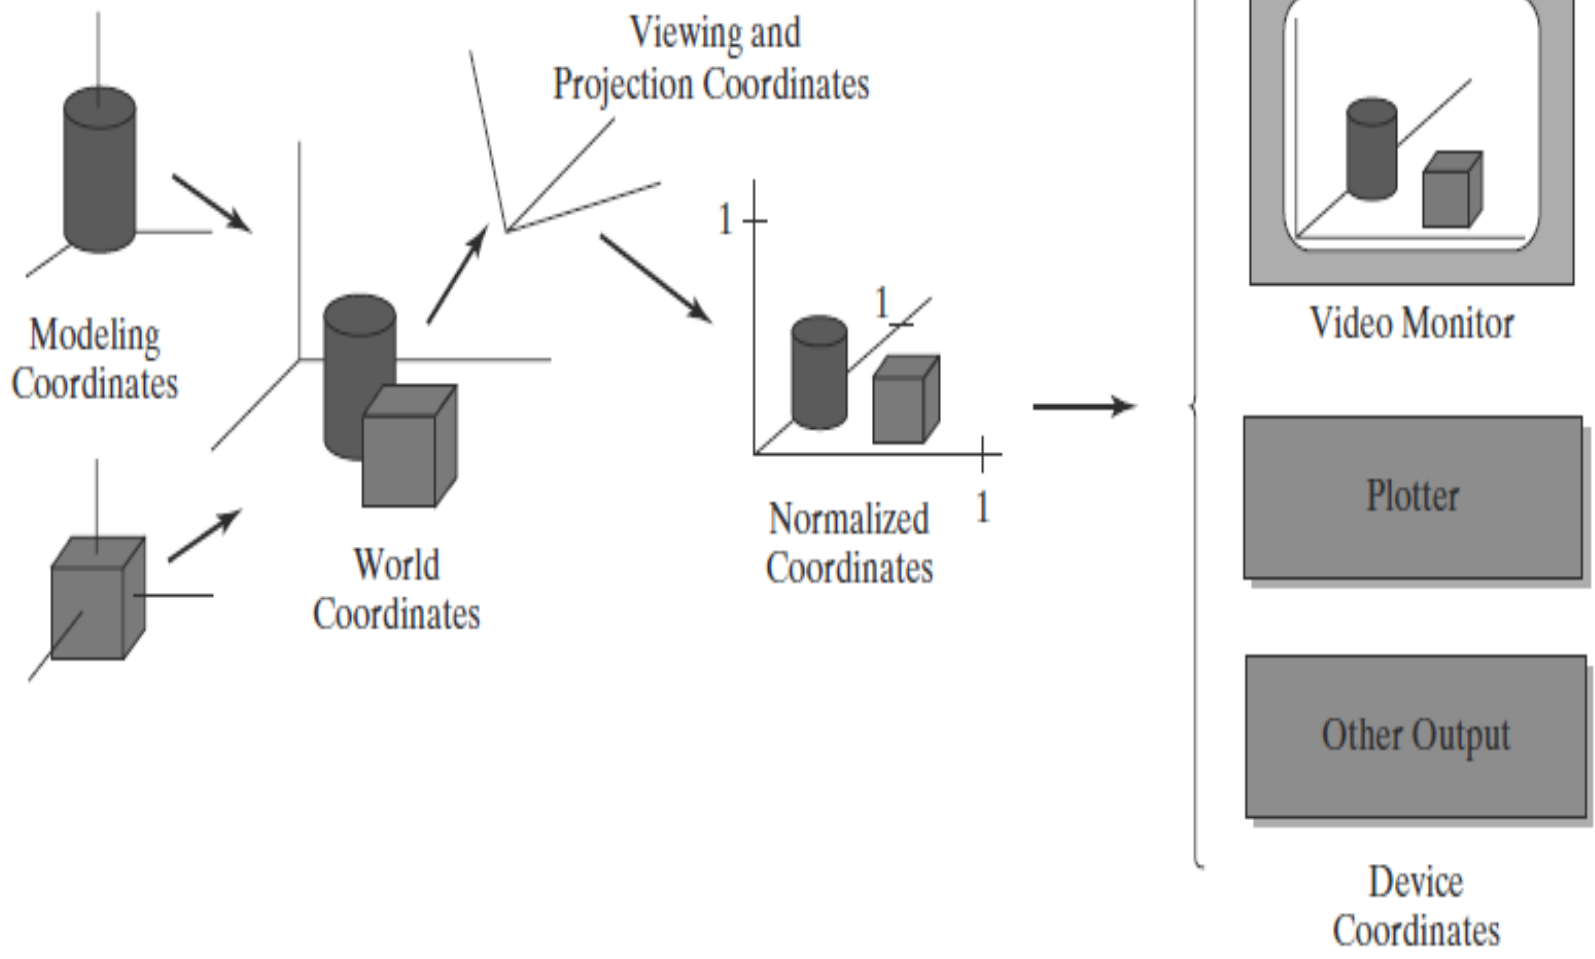 Viewing and
Projection Coordinates
Modeling
Coordinates
World
Coordinates
1
1
1
Normalized
Coordinates
Video Monitor
Plotter
Other Output
Device
Coordinates